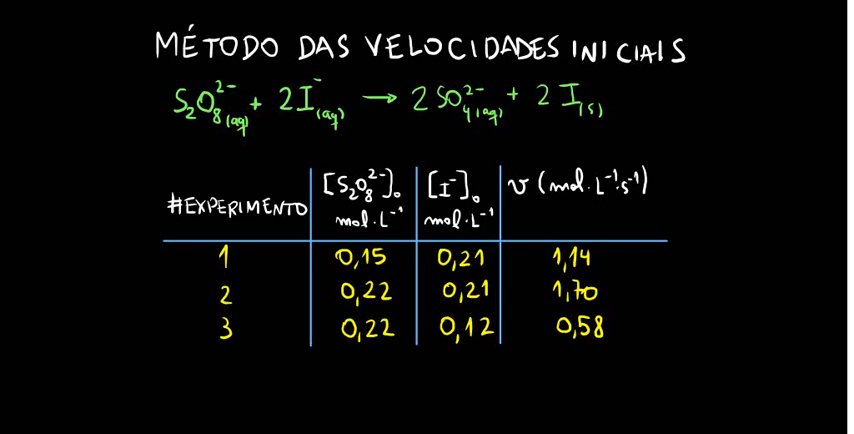 MÉTODO DAS VELOCIDADES INICIAIS
S₂O₈²⁻(aq) + 2I⁻(aq) → 2SO₄²⁻(aq) + 2I(s)
#EXPERIMENTO [S₂O₈²⁻]₀ mol·L⁻¹ [I⁻]₀ mol·L⁻¹ v (mol·L⁻¹·s⁻¹)
1 0,15 0,21 1,14
2 0,22 0,21 1,70
3 0,22 0,12 0,58